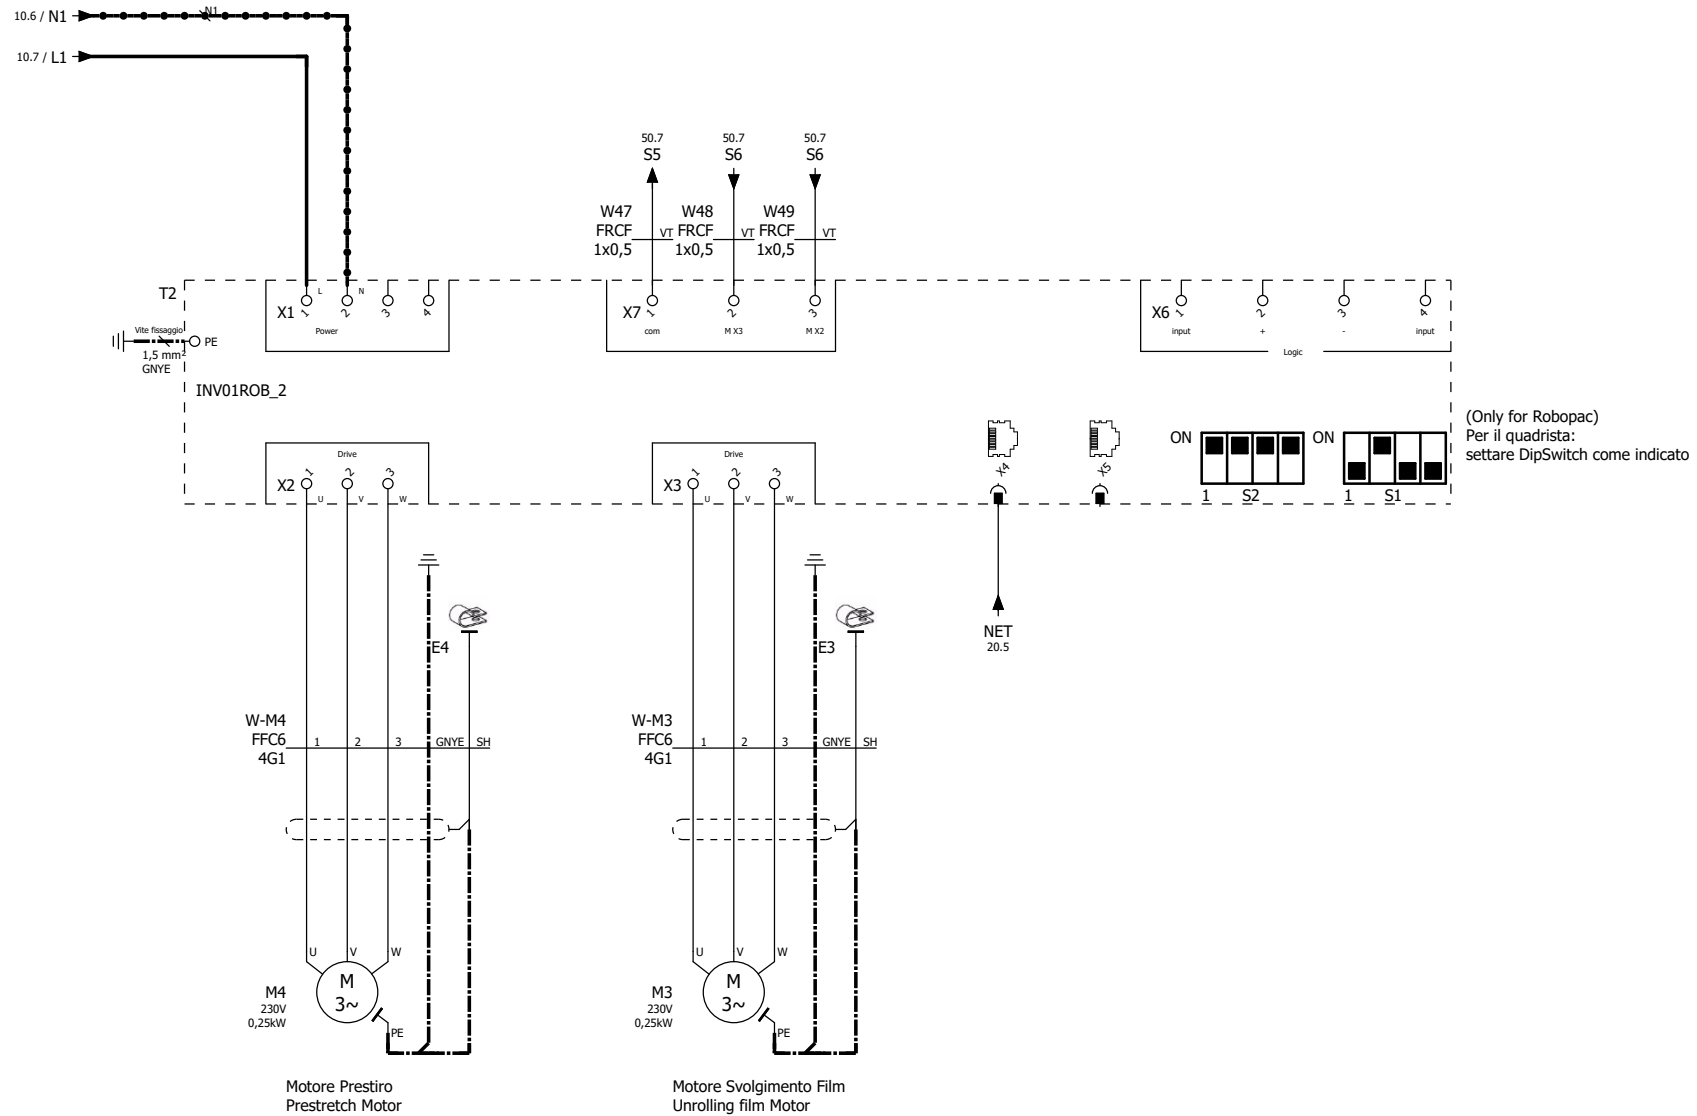 10.6 / N1
N1
10.7 / L1
50.7
S5
50.7
S6
50.7
S6
W47
FRCF
1x0,5
VT
W48
FRCF
1x0,5
VT
W49
FRCF
1x0,5
VT
T2
X1
1
L
2
N
3
4
Power
X7
1
2
3
com
M X3
M X2
X6
1
2
3
4
input
+
-
input
Logic
Vite fissaggio
PE
1,5 mm²
GNYE
INV01ROB_2
Drive
X2
1
2
3
U
V
W
Drive
X3
1
2
3
U
V
W
X4
X5
ON
1
S2
ON
1
S1
(Only for Robopac)
Per il quadrista:
settare DipSwitch come indicato
NET
20.5
E4
E3
W-M4
FFC6
4G1
1
2
3
GNYE
SH
W-M3
FFC6
4G1
1
2
3
GNYE
SH
U
V
W
M
3~
M4
230V
0,25kW
PE
U
V
W
M
3~
M3
230V
0,25kW
PE
Motore Prestiro
Prestretch Motor
Motore Svolgimento Film
Unrolling film Motor